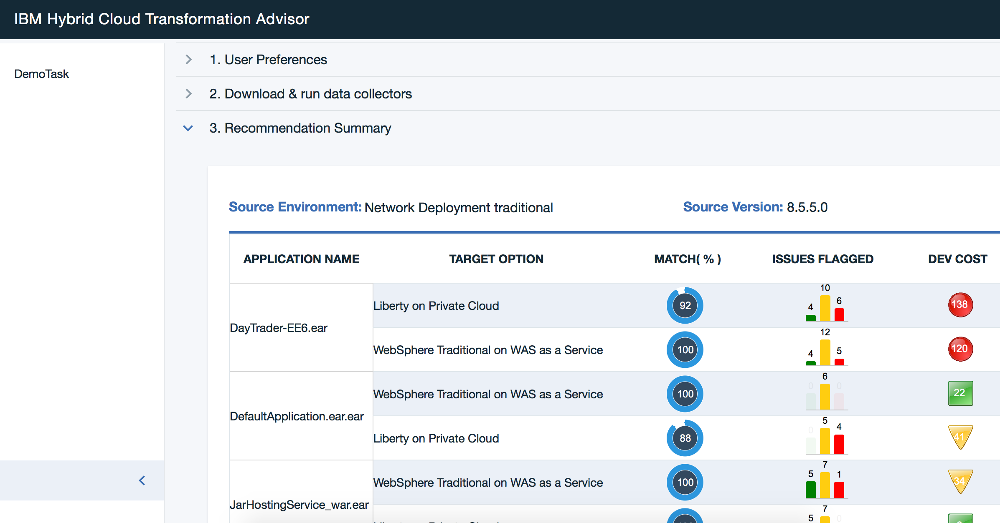 IBM Hybrid Cloud Transformation Advisor
DemoTask
1. User Preferences
2. Download & run data collectors
3. Recommendation Summary
Source Environment: Network Deployment traditional
Source Version: 8.5.5.0
APPLICATION NAME TARGET OPTION MATCH( % ) ISSUES FLAGGED DEV COST
DayTrader-EE6.ear
Liberty on Private Cloud 92 4 10 6 138
WebSphere Traditional on WAS as a Service 100 4 12 5 120
DefaultApplication.ear.ear
WebSphere Traditional on WAS as a Service 100 0 6 0 22
Liberty on Private Cloud 88 0 5 4 41
JarHostingService_war.ear
WebSphere Traditional on WAS as a Service 100 5 7 1 34
5 7 0